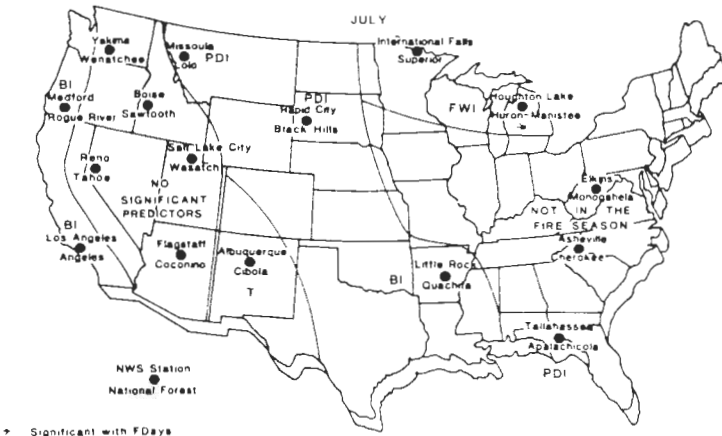 JULY
Yakima
Wenatchee
Missoula
Lolo
PDI
International Falls
Superior
BI
Medford
Rogue River
Boise
Sawtooth
PDI
Rapid City
Black Hills
FWI
Houghton Lake
Huron-Manistee
*
Reno
Tahoe
Salt Lake City
Wasatch
NO
SIGNIFICANT
PREDICTORS
Elkins
Monogahela
NOT IN THE
FIRE SEASON
BI
Los Angeles
Angeles
Flagstaff
Coconino
Albuquerque
Cibola
T
BI
Little Rock
Quachita
Asheville
Cherokee
Tallahassee
Apalachicola
PDI
NWS Station
National Forest
* Significant with FDays